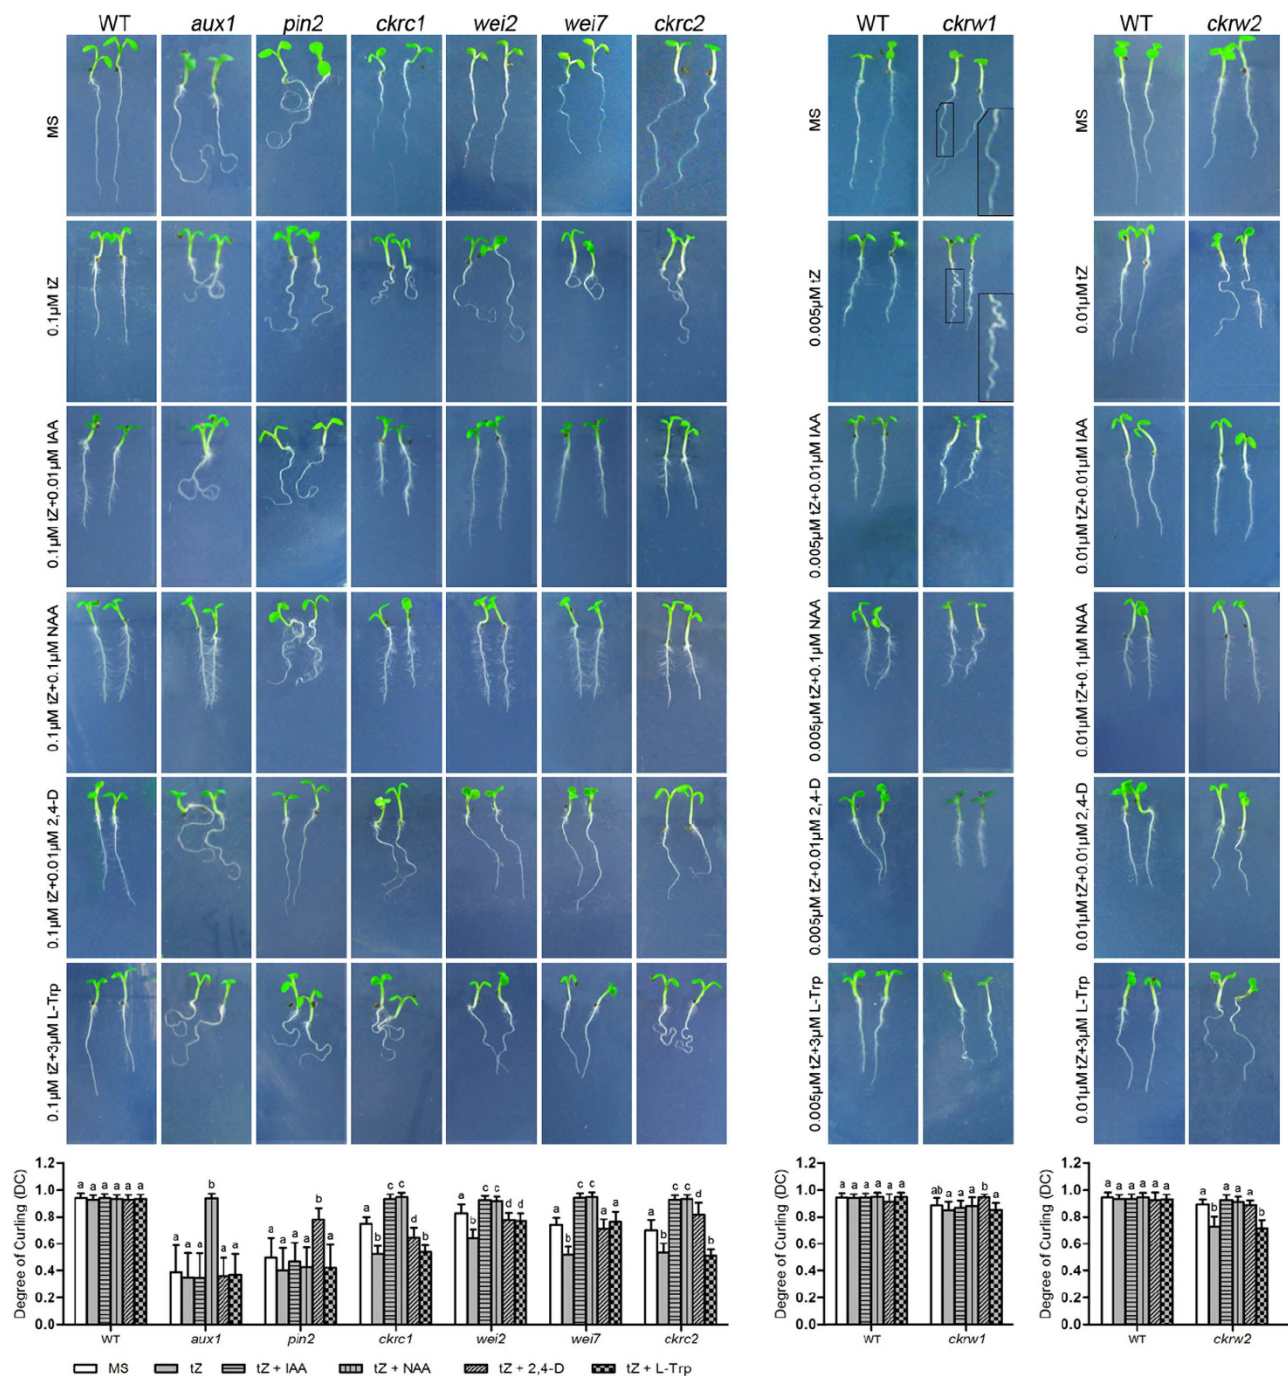 WT aux1 pin2 ckrc1 wei2 wei7 ckrc2 WT ckrw1 WT ckrw2
MS MS MS
0.1µM tZ 0.005µM tZ 0.01µM tZ
0.1µM tZ+0.01µM IAA 0.005µM tZ+0.01µM IAA 0.01µM tZ+0.01µM IAA
0.1µM tZ+0.1µM NAA 0.005µM tZ+0.1µM NAA 0.01µM tZ+0.1µM NAA
0.1µM tZ+0.01µM 2,4-D 0.005µM tZ+0.01µM 2,4-D 0.01µM tZ+0.01µM 2,4-D
0.1µM tZ+3µM L-Trp 0.005µM tZ+3µM L-Trp 0.01µM tZ+3µM L-Trp
Degree of Curling (DC)
1.2
1.0
0.8
0.6
0.4
0.2
0.0
a a a a a a
a a a b a a
a a a a b a
a b c c d b
a b c c d d
a b c c a a
a b c c d b
WT aux1 pin2 ckrc1 wei2 wei7 ckrc2
Degree of Curling (DC)
1.2
1.0
0.8
0.6
0.4
0.2
0.0
a a a a a a
ab a a a b a
WT ckrw1
Degree of Curling (DC)
1.2
1.0
0.8
0.6
0.4
0.2
0.0
a a a a a a
a b a a a b
WT ckrw2
MS tZ tZ + IAA tZ + NAA tZ + 2,4-D tZ + L-Trp